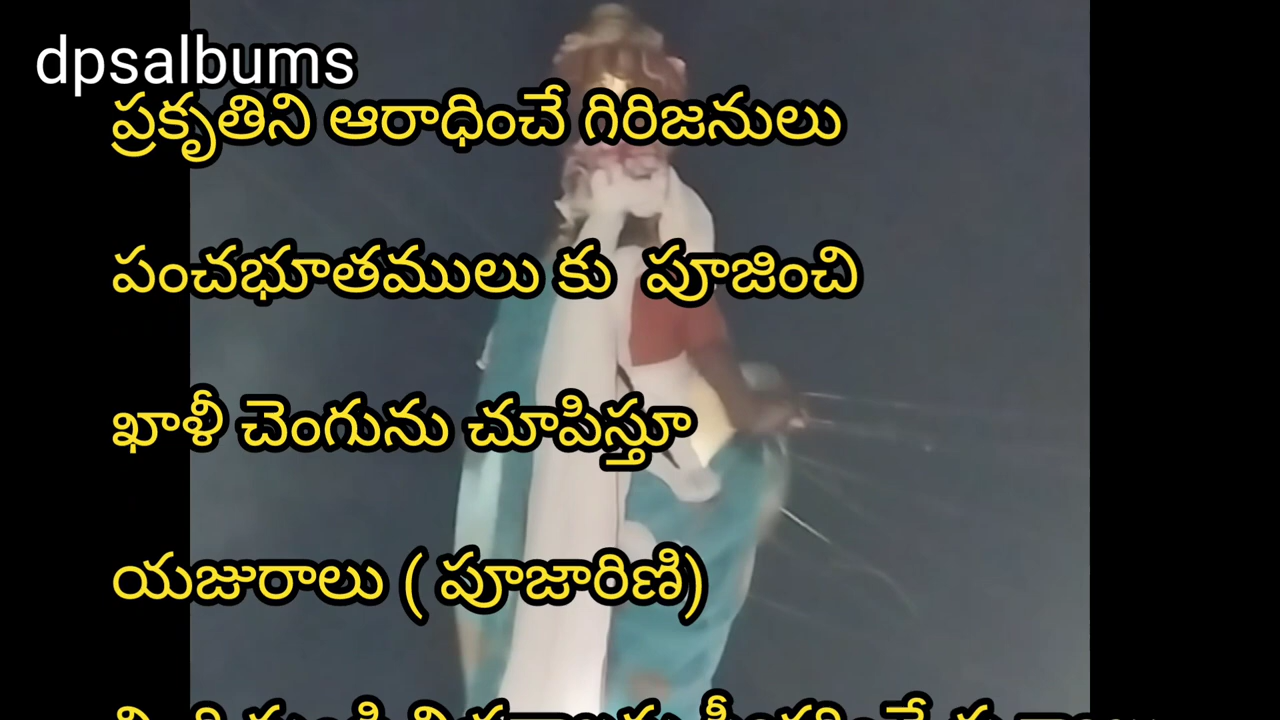 dpsalbums
ప్రకృతిని ఆరాధించే గిరిజనులు
పంచభూతములు కు పూజించి
ఖాళీ చెంగును చూపిస్తూ
యజురాలు ( పూజారిణి)